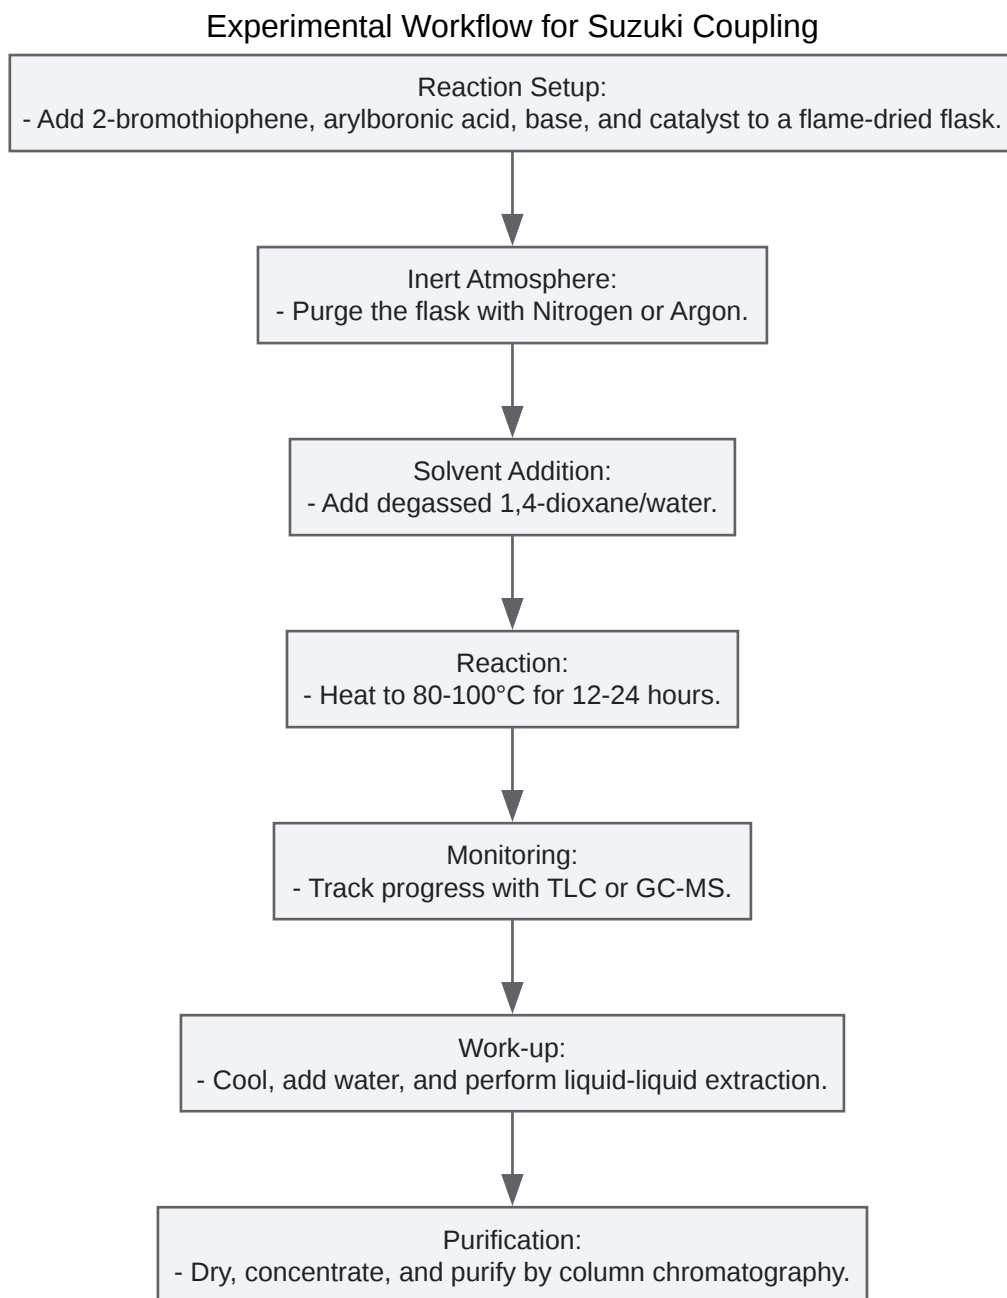 Experimental Workflow for Suzuki Coupling
Reaction Setup:
- Add 2-bromothiophene, arylboronic acid, base, and catalyst to a flame-dried flask.
Inert Atmosphere:
- Purge the flask with Nitrogen or Argon.
Solvent Addition:
- Add degassed 1,4-dioxane/water.
Reaction:
- Heat to 80-100°C for 12-24 hours.
Monitoring:
- Track progress with TLC or GC-MS.
Work-up:
- Cool, add water, and perform liquid-liquid extraction.
Purification:
- Dry, concentrate, and purify by column chromatography.